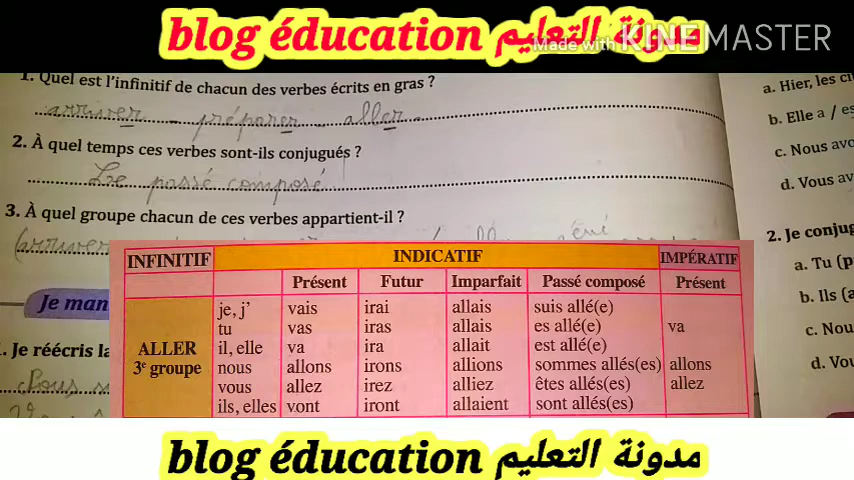 blog éducation مدونة التعليم
Made with KINEMASTER
1. Quel est l'infinitif de chacun des verbes écrits en gras ?
arriver - préparer - aller.
2. À quel temps ces verbes sont-ils conjugués ?
Le passé composé
3. À quel groupe chacun de ces verbes appartient-il ?
(arriver
Je man
. Je réécris la
Nous, s
a. Hier, les
b. Elle a / es
c. Nous avo
d. Vous av
2. Je conjug
a. Tu (p
b. Ils (a
c. Nou
d. Vou
INFINITIF INDICATIF IMPÉRATIF
Présent Futur Imparfait Passé composé Présent
ALLER
3e groupe
je, j' vais irai allais suis allé(e)
tu vas iras allais es allé(e) va
il, elle va ira allait est allé(e)
nous allons irons allions sommes allés(es) allons
vous allez irez alliez êtes allés(es) allez
ils, elles vont iront allaient sont allés(es)
blog éducation مدونة التعليم